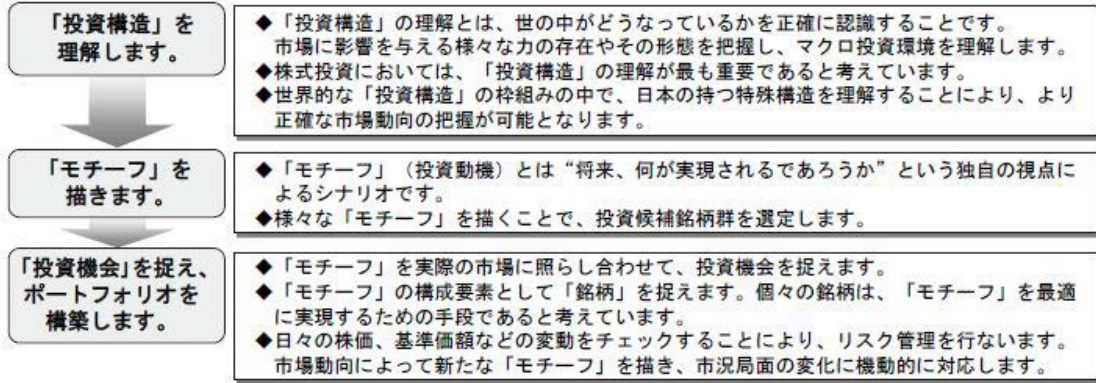 「投資構造」を
理解します。
◆「投資構造」の理解とは、世の中がどうなっているかを正確に認識することです。
市場に影響を与える様々な力の存在やその形態を把握し、マクロ投資環境を理解します。
◆株式投資においては、「投資構造」の理解が最も重要であると考えています。
◆世界的な「投資構造」の枠組みの中で、日本の持つ特殊構造を理解することにより、より
正確な市場動向の把握が可能となります。
「モチーフ」を
描きます。
◆「モチーフ」（投資動機）とは“将来、何が実現されるであろうか”という独自の視点に
よるシナリオです。
◆様々な「モチーフ」を描くことで、投資候補銘柄群を選定します。
「投資機会」を捉え、
ポートフォリオを
構築します。
◆「モチーフ」を実際の市場に照らし合わせて、投資機会を捉えます。
◆「モチーフ」の構成要素として「銘柄」を捉えます。個々の銘柄は、「モチーフ」を最適
に実現するための手段であると考えています。
◆日々の株価、基準価額などの変動をチェックすることにより、リスク管理を行ないます。
市場動向によって新たな「モチーフ」を描き、市況局面の変化に機動的に対応します。